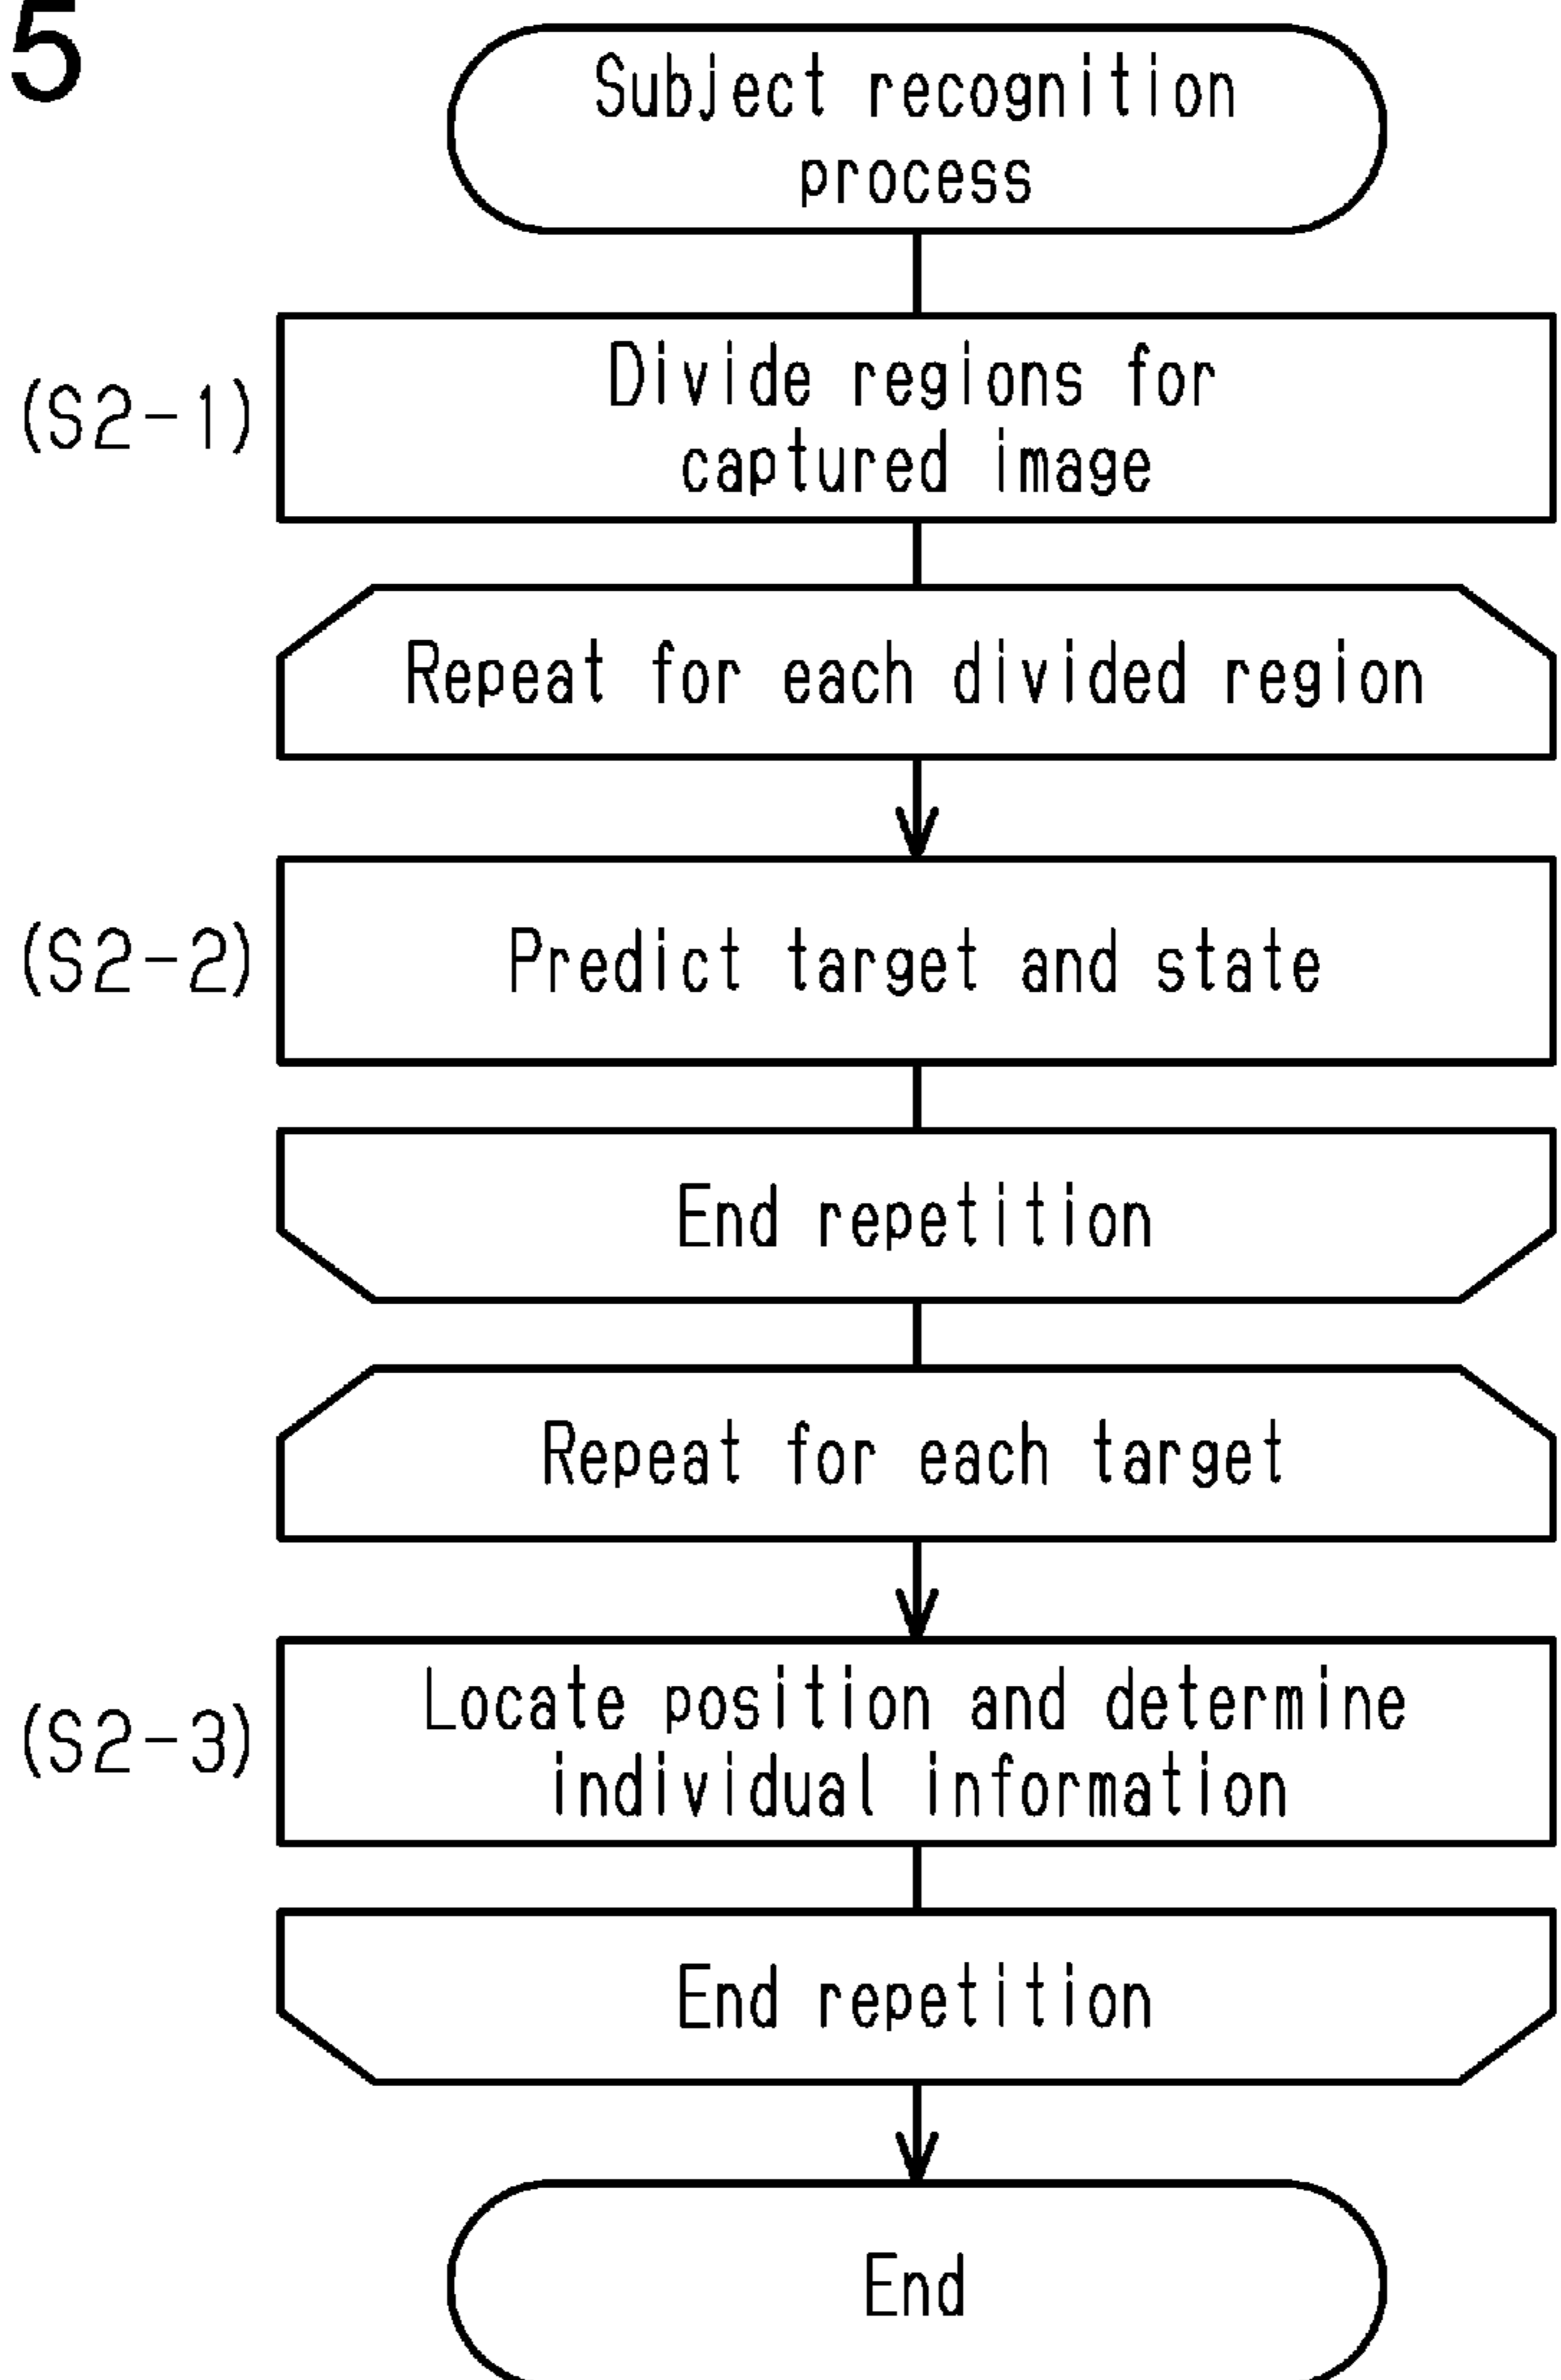 5
Subject recognition
process
(S2-1)
Divide regions for
captured image
Repeat for each divided region
(S2-2)
Predict target and state
End repetition
Repeat for each target
(S2-3)
Locate position and determine
individual information
End repetition
End